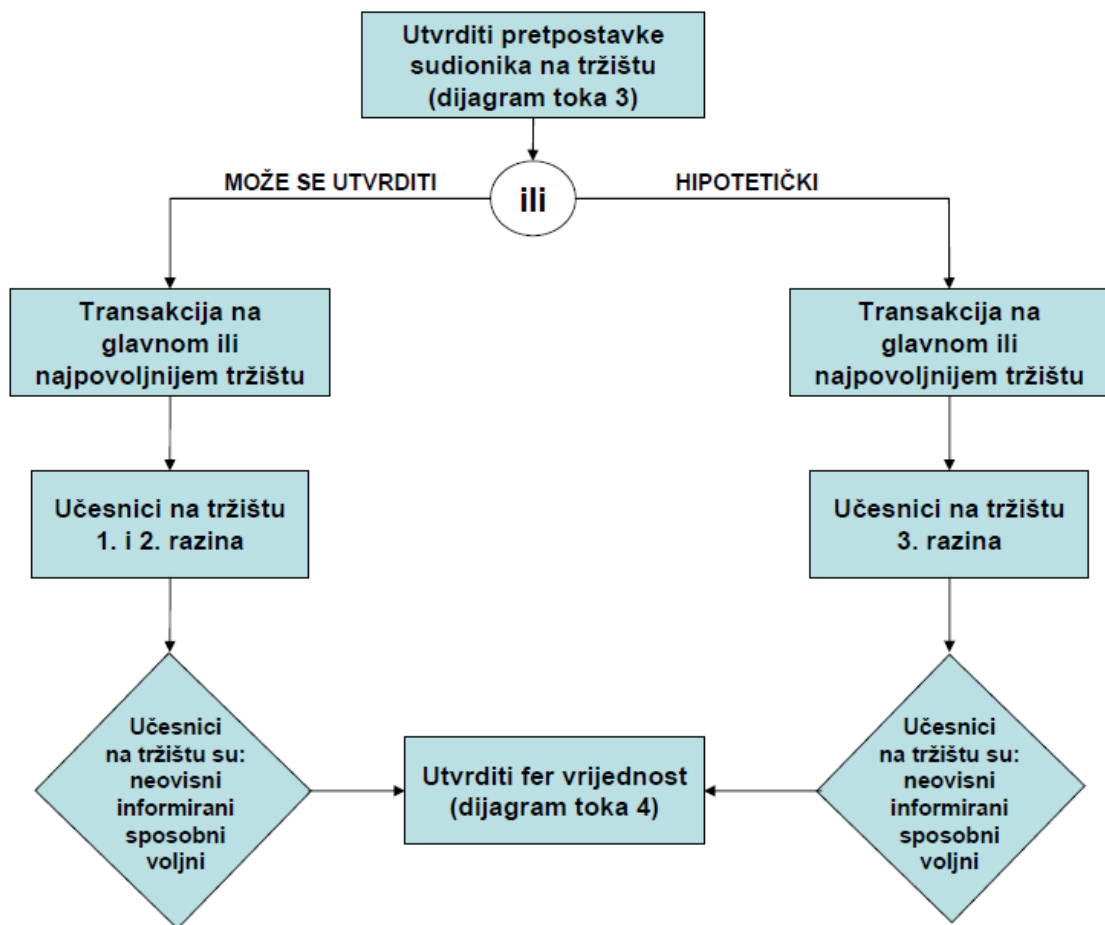 Utvrditi pretpostavke
sudionika na tržištu
(dijagram toka 3)
MOŽE SE UTVRDITI
ili
HIPOTETIČKI
Transakcija na
glavnom ili
najpovoljnijem tržištu
Transakcija na
glavnom ili
najpovoljnijem tržištu
Učesnici na tržištu
1. i 2. razina
Učesnici na tržištu
3. razina
Učesnici
na tržištu su:
neovisni
informirani
sposobni
voljni
Utvrditi fer vrijednost
(dijagram toka 4)
Učesnici
na tržištu su:
neovisni
informirani
sposobni
voljni